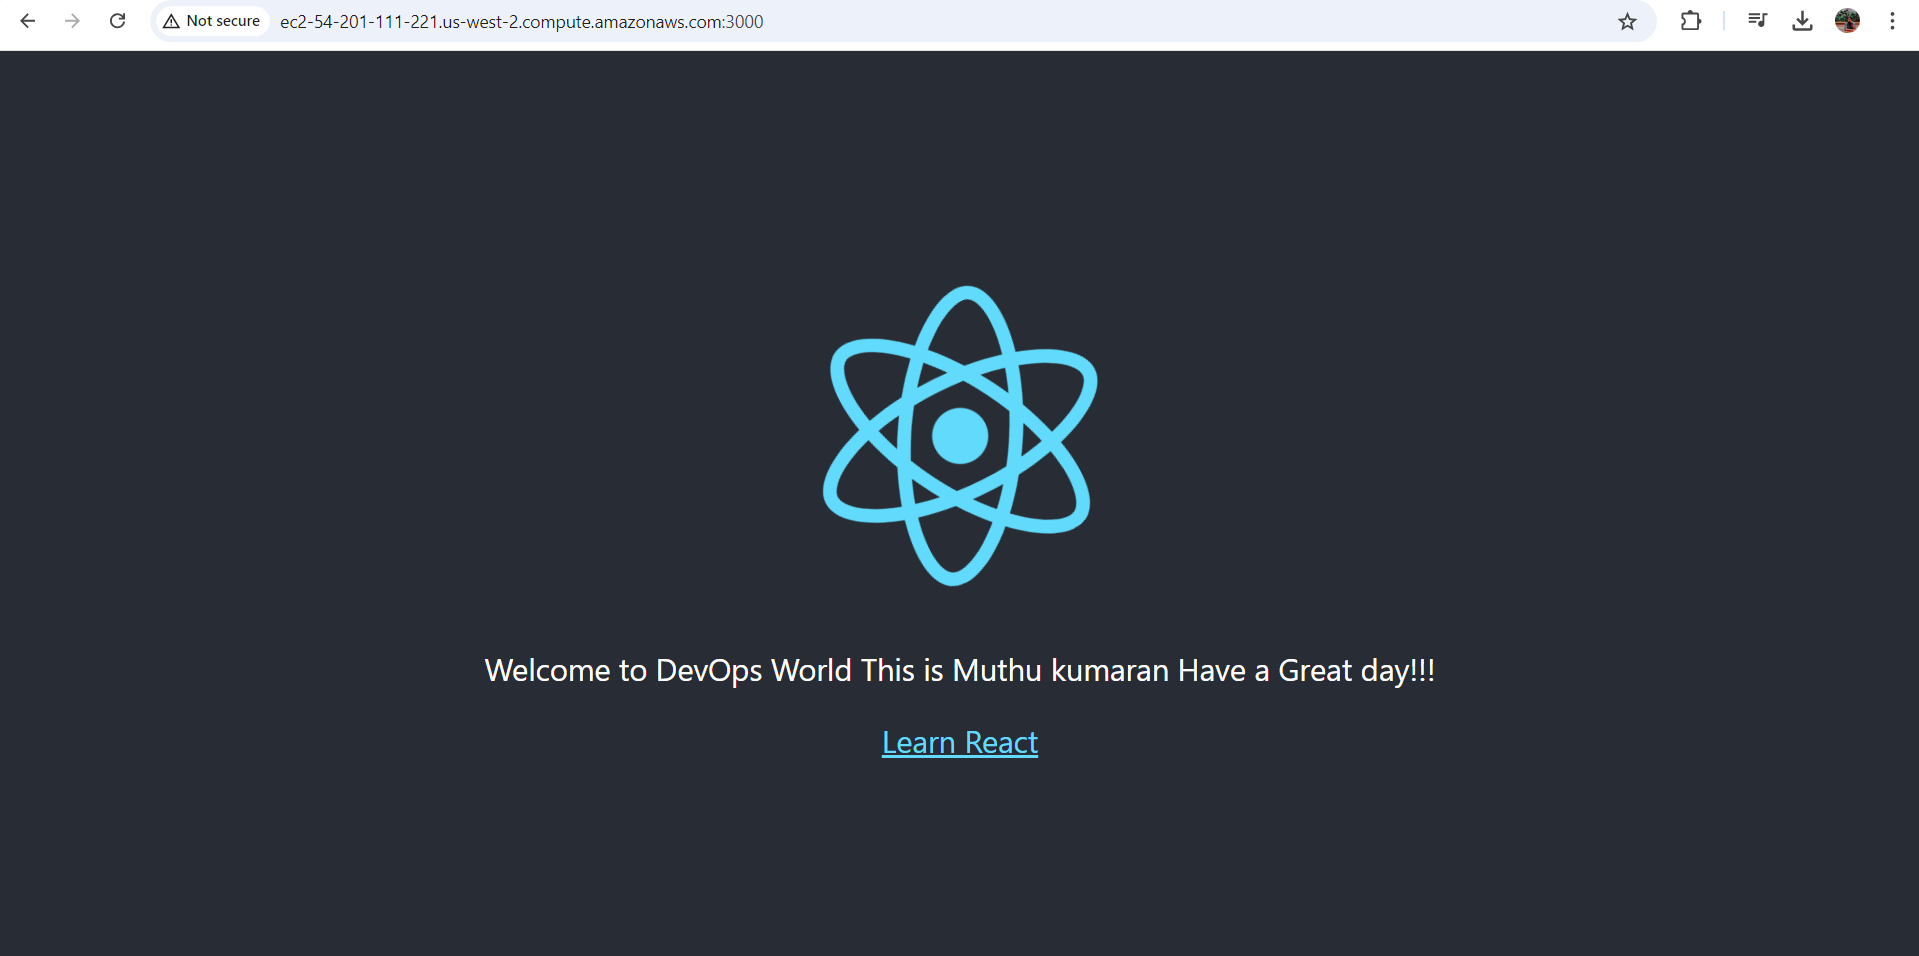 Not secure
ec2-54-201-111-221.us-west-2.compute.amazonaws.com:3000
Welcome to DevOps World This is Muthu kumaran Have a Great day!!!
Learn React